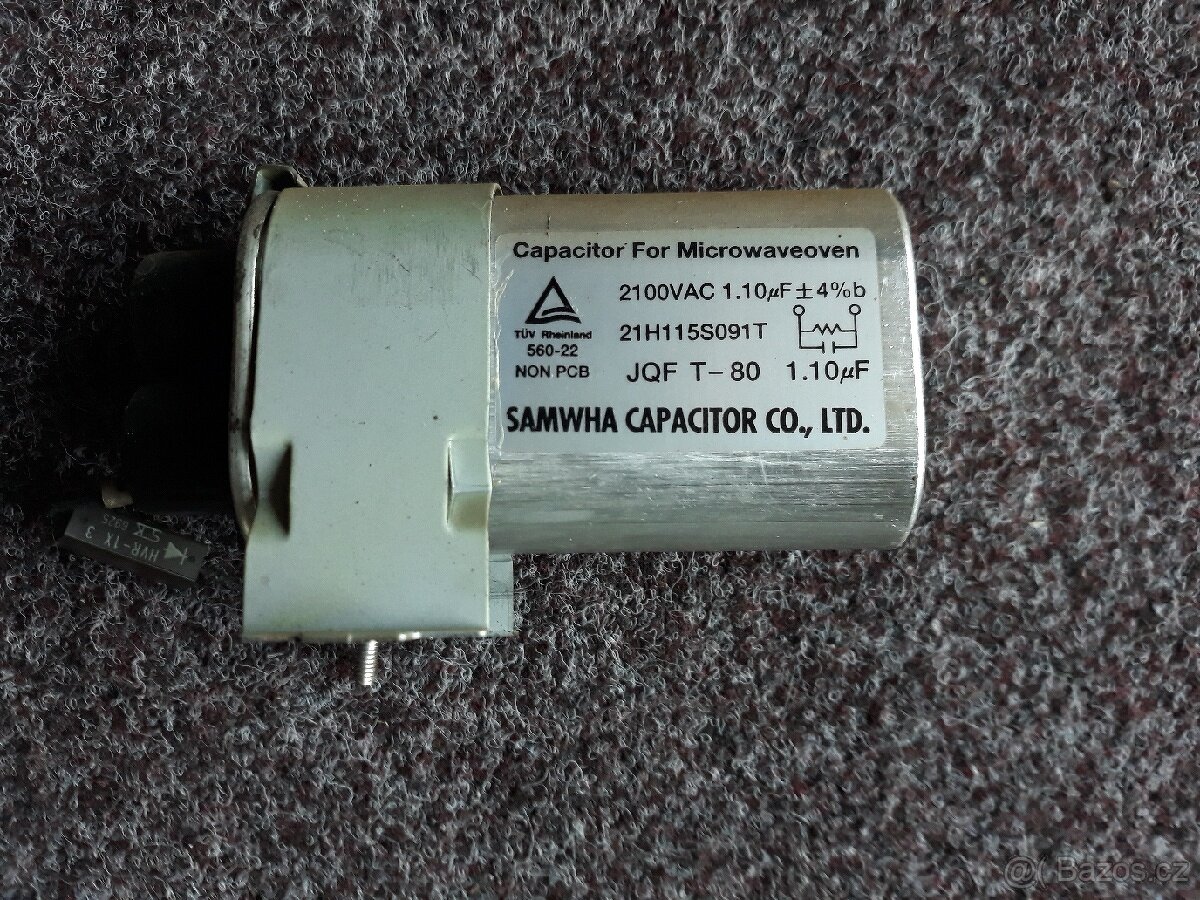 Capacitor For Microwaveoven
2100VAC 1.10µF±4%b
TÜV Rheinland
560-22
NON PCB
21H115S091T
JQF T-80 1.10µF
SAMWHA CAPACITOR CO., LTD.
HVR-1X 3
@( Bazos.cz